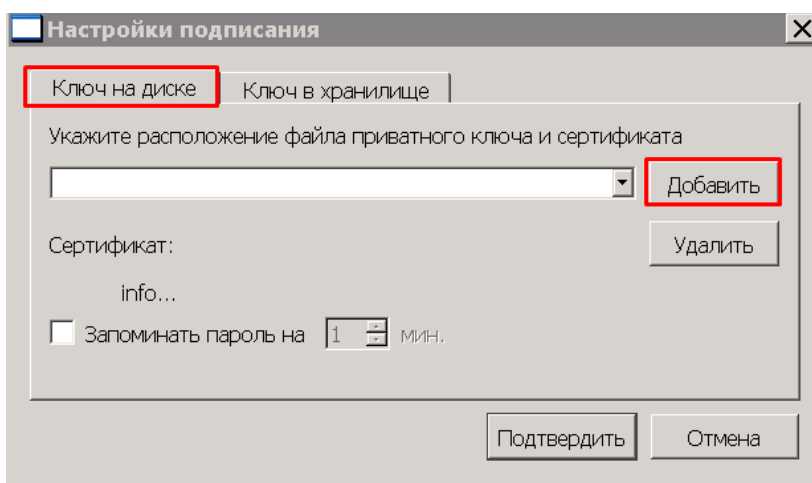 Настройки подписания
Ключ на диске
Ключ в хранилище
Укажите расположение файла приватного ключа и сертификата
Добавить
Сертификат:
Удалить
info...
Запоминать пароль на 1 мин.
Подтвердить
Отмена